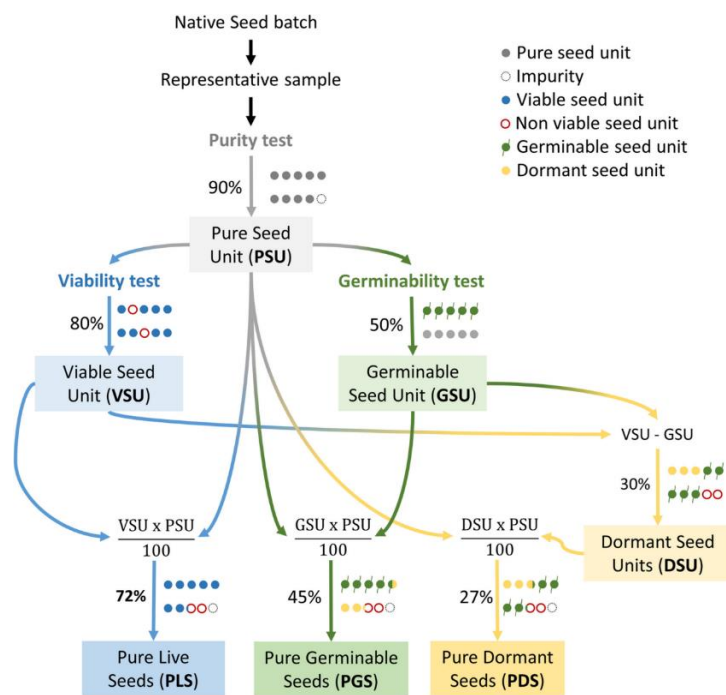 Native Seed batch
Representative sample
Purity test
90%
Pure Seed
Unit (PSU)
Pure seed unit
Impurity
Viable seed unit
Non viable seed unit
Germinable seed unit
Dormant seed unit
Viability test
80%
Viable Seed
Unit (VSU)
Germinability test
50%
Germinable
Seed Unit (GSU)
VSU - GSU
30%
Dormant Seed
Units (DSU)
VSU x PSU
100
72%
Pure Live
Seeds (PLS)
GSU x PSU
100
45%
Pure Germinable
Seeds (PGS)
DSU x PSU
100
27%
Pure Dormant
Seeds (PDS)